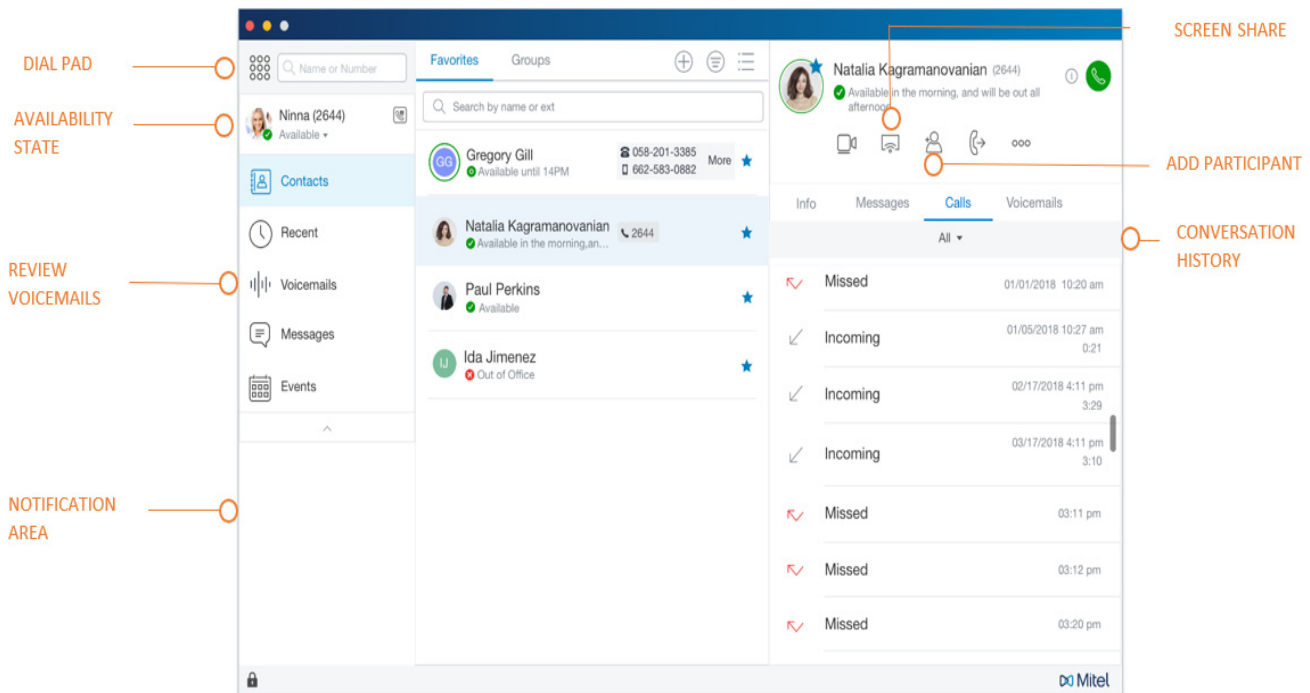 DIAL PAD
AVAILABILITY
STATE
REVIEW
VOICEMAILS
NOTIFICATION
AREA
Name or Number
Ninna (2644)
Available
Contacts
Recent
Voicemails
Messages
Events
Favorites Groups
Search by name or ext
GG
Gregory Gill
Available until 14PM
058-201-3385
662-583-0882
More
Natalia Kagramanovanian
Available in the morning,an...
2644
Paul Perkins
Available
IJ
Ida Jimenez
Out of Office
Natalia Kagramanovanian (2644)
Available in the morning, and will be out all
afternoon
Info Messages Calls Voicemails
All
Missed 01/01/2018 10:20 am
Incoming 01/05/2018 10:27 am
0:21
Incoming 02/17/2018 4:11 pm
3:29
Incoming 03/17/2018 4:11 pm
3:10
Missed 03:11 pm
Missed 03:12 pm
Missed 03:20 pm
Mitel
SCREEN SHARE
ADD PARTICIPANT
CONVERSATION
HISTORY